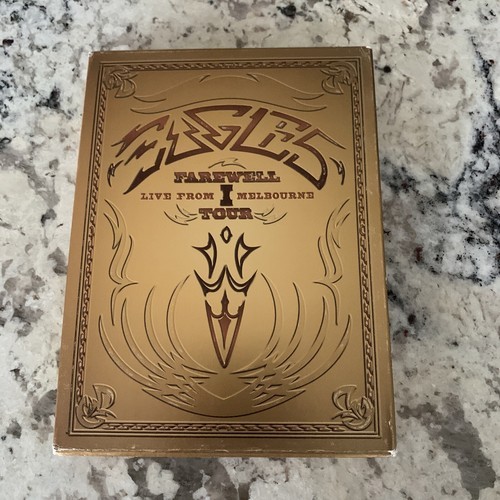 EAGLES
FAREWELL
LIVE FROM I MELBOURNE
TOUR